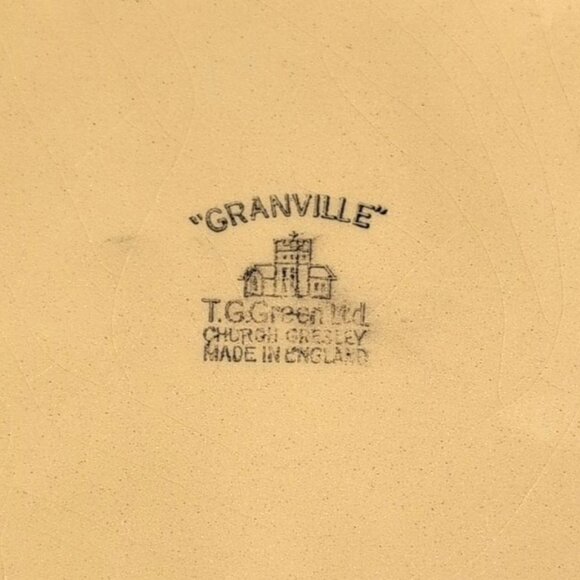 "GRANVILLE"
T.G.Green Ltd.
CHURCH GRESLEY
MADE IN ENGLAND